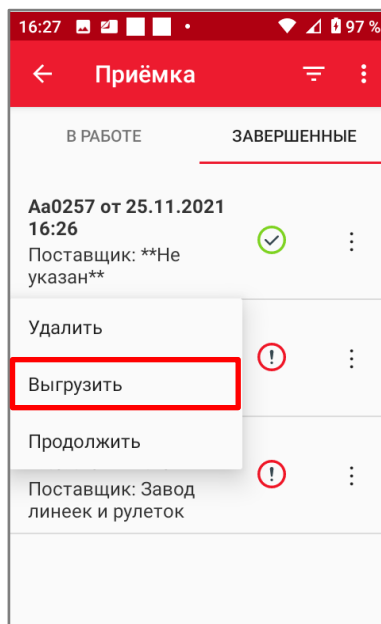 16:27 97 %
Приёмка
В РАБОТЕ ЗАВЕРШЕННЫЕ
Аа0257 от 25.11.2021
16:26
Поставщик: **Не
указан**
Удалить
Выгрузить
Продолжить
Поставщик: Завод
линеек и рулеток